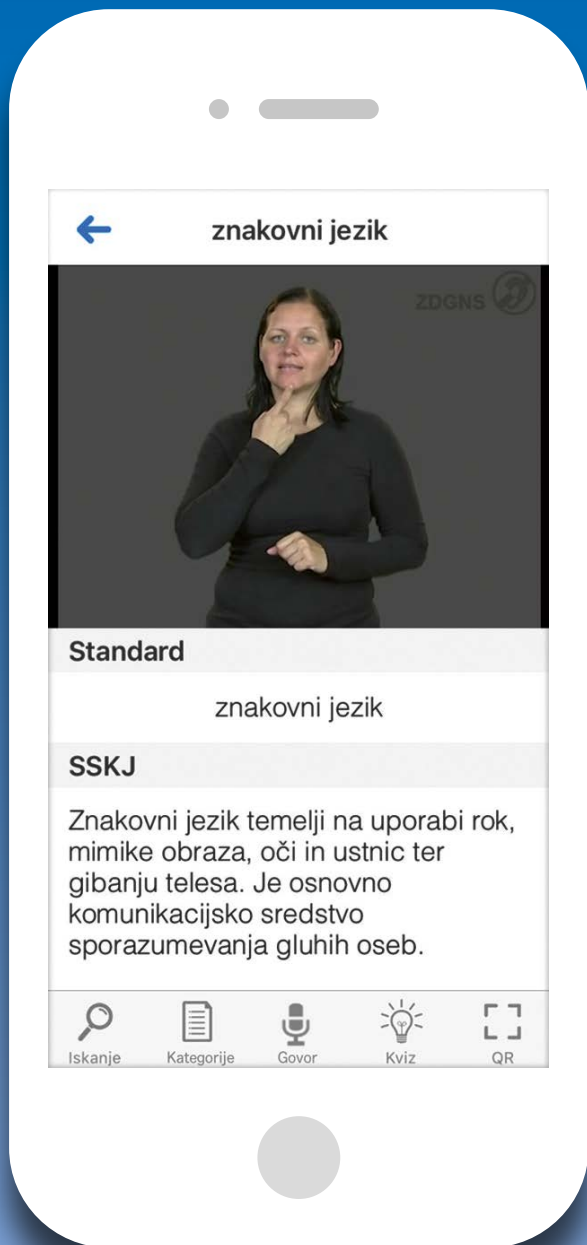 znakovni jezik
ZDGNS
Standard
znakovni jezik
SSKJ
Znakovni jezik temelji na uporabi rok,
mimike obraza, oči in ustnic ter
gibanju telesa. Je osnovno
komunikacijsko sredstvo
sporazumevanja gluhih oseb.
Iskanje Kategorije Govor Kviz QR